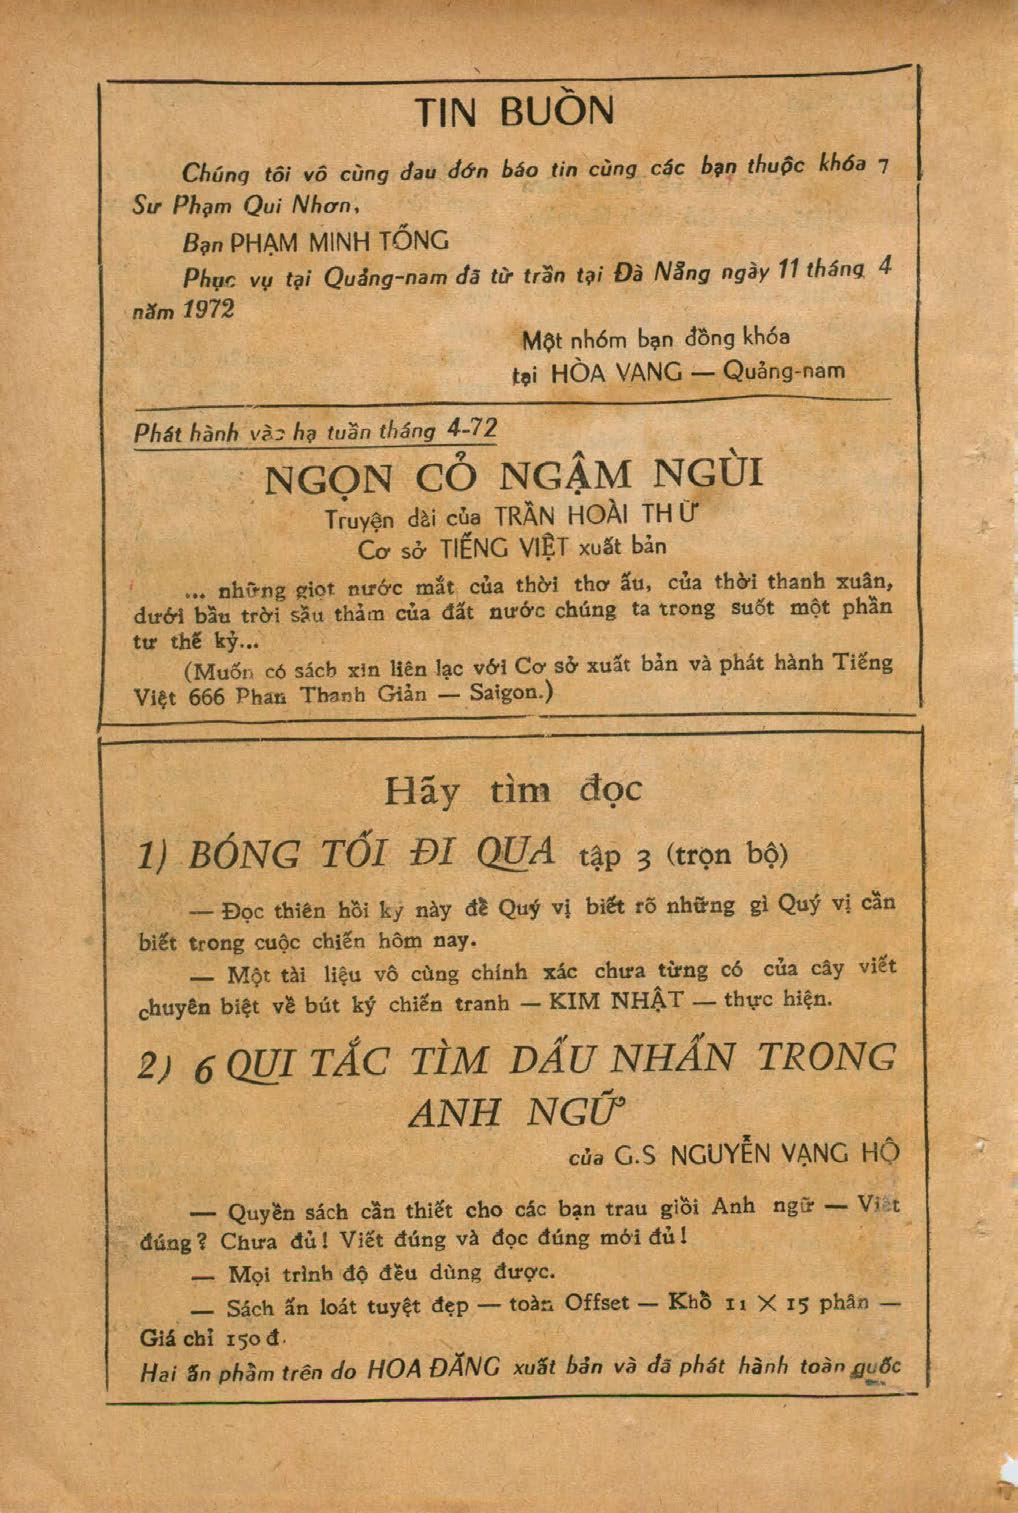 TIN BUỒN
Chúng tôi vô cùng đau đớn báo tin cùng các bạn thuộc khóa 7
Sư Phạm Qui Nhơn,
Bạn PHẠM MINH TỐNG
Phục vụ tại Quảng-nam đã từ trần tại Đà Nẵng ngày 11 tháng 4
năm 1972
Một nhóm bạn đồng khóa
tại HÒA VANG — Quảng-nam
Phát hành vào hạ tuần tháng 4-72
NGỌN CỎ NGẬM NGÙI
Truyện dài của TRẦN HOÀI THƯ
Cơ sở TIẾNG VIỆT xuất bản
... những giọt nước mắt của thời thơ ấu, của thời thanh xuân,
dưới bầu trời sầu thảm của đất nước chúng ta trong suốt một phần
tư thế kỷ...
(Muốn có sách xin liên lạc với Cơ sở xuất bản và phát hành Tiếng
Việt 666 Phan Thanh Giản — Saigon.)
Hãy tìm đọc
1) BÓNG TỐI ĐI QUA tập 3 (trọn bộ)
— Đọc thiên hồi ký này để Quý vị biết rõ những gì Quý vị cần
biết trong cuộc chiến hôm nay.
— Một tài liệu vô cùng chính xác chưa từng có của cây viết
chuyên biệt về bút ký chiến tranh — KIM NHẬT — thực hiện.
2) 6 QUI TẮC TÌM DẤU NHẤN TRONG
ANH NGỮ
của G.S NGUYỄN VẠNG HỘ
— Quyển sách cần thiết cho các bạn trau giồi Anh ngữ — Viết
đúng? Chưa đủ! Viết đúng và đọc đúng mới đủ!
— Mọi trình độ đều dùng được.
— Sách ấn loát tuyệt đẹp — toàn Offset — Khổ 11 X 15 phân —
Giá chỉ 150đ.
Hai ấn phẩm trên do HOA ĐĂNG xuất bản và đã phát hành toàn quốc